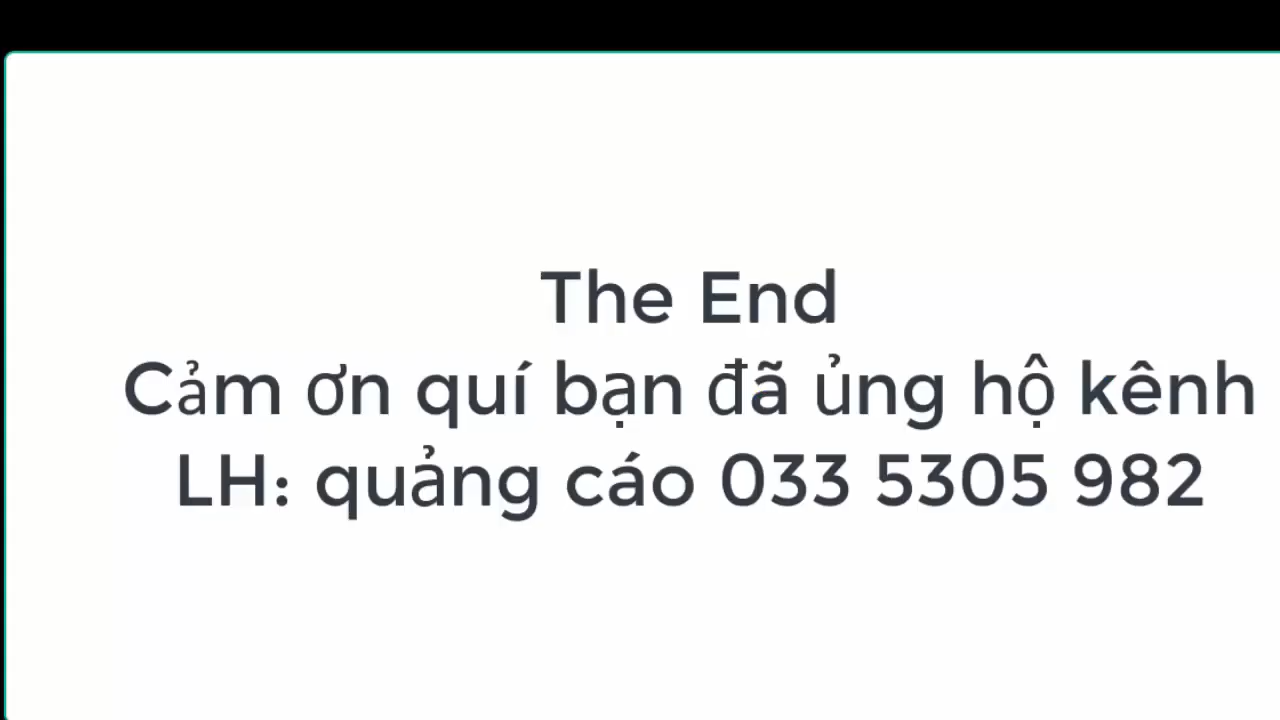 The End
Cảm ơn quí bạn đã ủng hộ kênh
LH: quảng cáo 033 5305 982